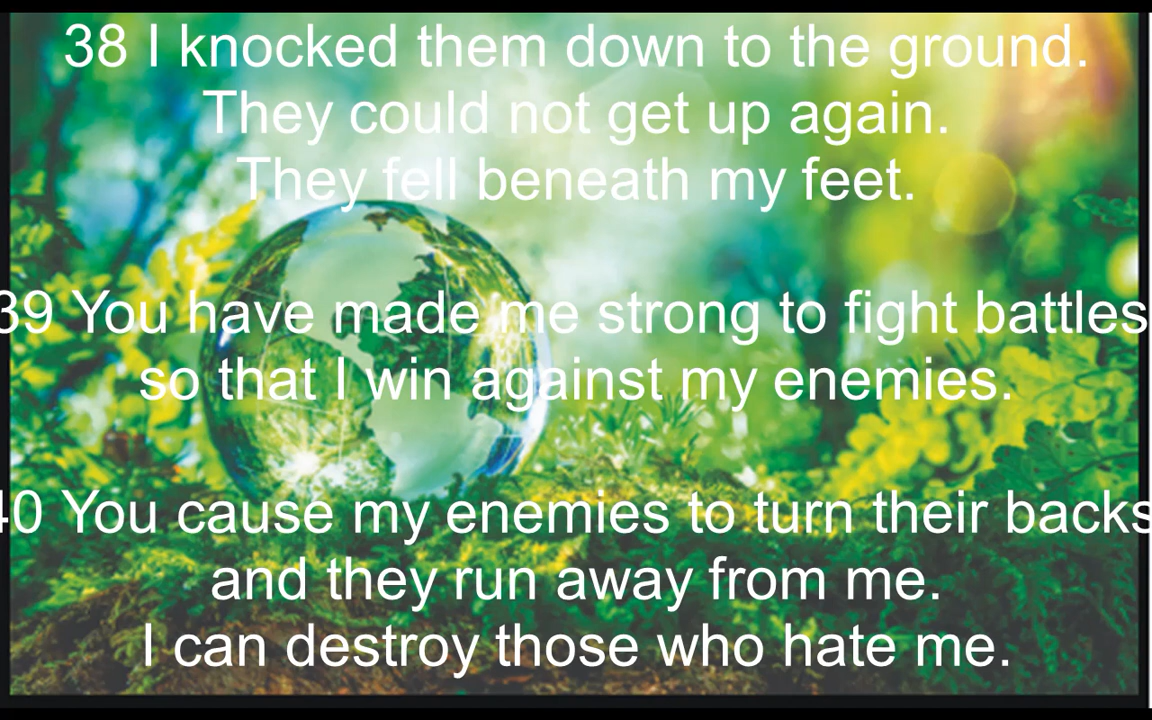 38 I knocked them down to the ground.
They could not get up again.
They fell beneath my feet.
39 You have made me strong to fight battles
so that I win against my enemies.
40 You cause my enemies to turn their backs
and they run away from me.
I can destroy those who hate me.